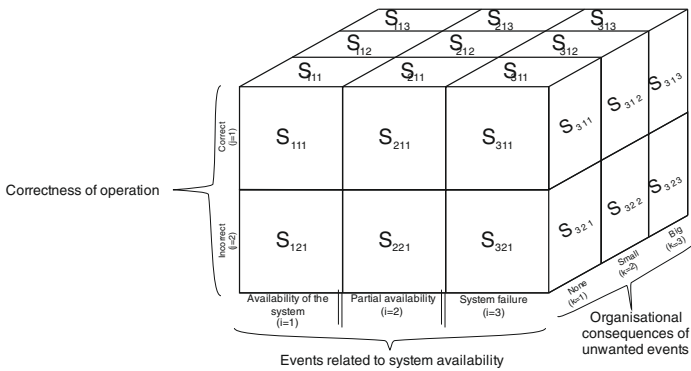 S113 S213 S313
S112 S212 S312
S111 S211 S311
S111 S211 S311
S311 S312 S313
S121 S221 S321
S321 S322 S323
Correct
(j=1)
Incorrect
(j=2)
Correctness of operation
Availability of the
system
(i=1)
Partial availability
(i=2)
System failure
(i=3)
None
(k=1)
Small
(k=2)
Big
(k=3)
Events related to system availability
Organisational
consequences of
unwanted events